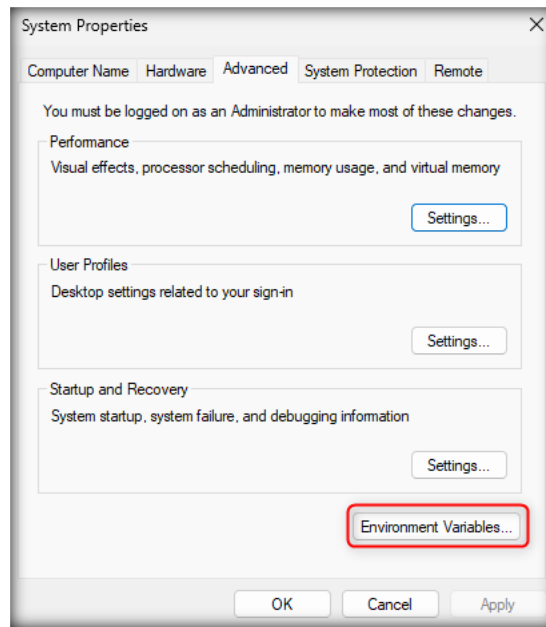 System Properties
Computer Name Hardware Advanced System Protection Remote
You must be logged on as an Administrator to make most of these changes.
Performance
Visual effects, processor scheduling, memory usage, and virtual memory
Settings...
User Profiles
Desktop settings related to your sign-in
Settings...
Startup and Recovery
System startup, system failure, and debugging information
Settings...
Environment Variables...
OK Cancel Apply